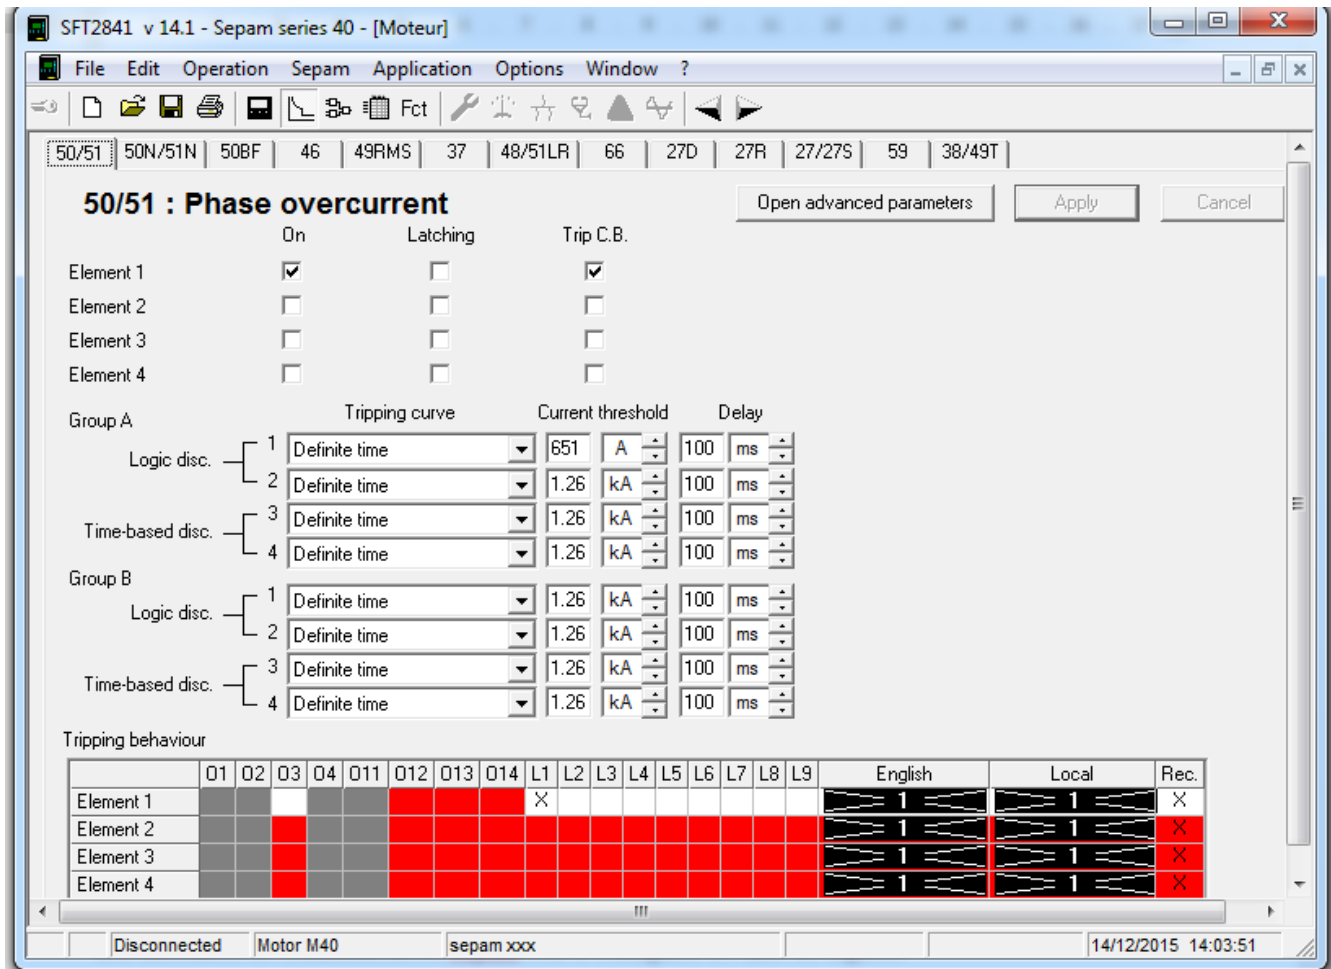 SFT2841 v 14.1 - Sepam series 40 - [Moteur]
File Edit Operation Sepam Application Options Window ?
Fct
50/51 50N/51N 50BF 46 49RMS 37 48/51LR 66 27D 27R 27/27S 59 38/49T
50/51 : Phase overcurrent Open advanced parameters Apply Cancel
On Latching Trip C.B.
Element 1
Element 2
Element 3
Element 4
Group A Tripping curve Current threshold Delay
Logic disc. 1 Definite time 651 A 100 ms
2 Definite time 1.26 kA 100 ms
Time-based disc. 3 Definite time 1.26 kA 100 ms
4 Definite time 1.26 kA 100 ms
Group B
Logic disc. 1 Definite time 1.26 kA 100 ms
2 Definite time 1.26 kA 100 ms
Time-based disc. 3 Definite time 1.26 kA 100 ms
4 Definite time 1.26 kA 100 ms
Tripping behaviour
O1 O2 O3 O4 O11 O12 O13 O14 L1 L2 L3 L4 L5 L6 L7 L8 L9 English Local Rec.
Element 1 X 1 1 X
Element 2 1 1 X
Element 3 1 1 X
Element 4 1 1 X
Disconnected Motor M40 sepam xxx 14/12/2015 14:03:51